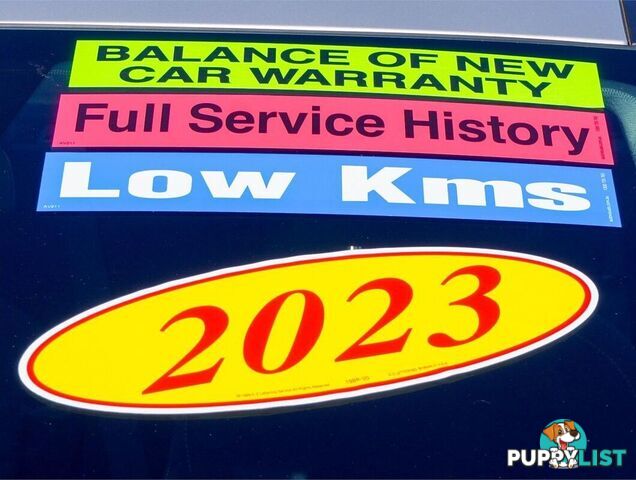 BALANCE OF NEW
CAR WARRANTY
Full Service History
Low Kms
2023
PUPPYLIST